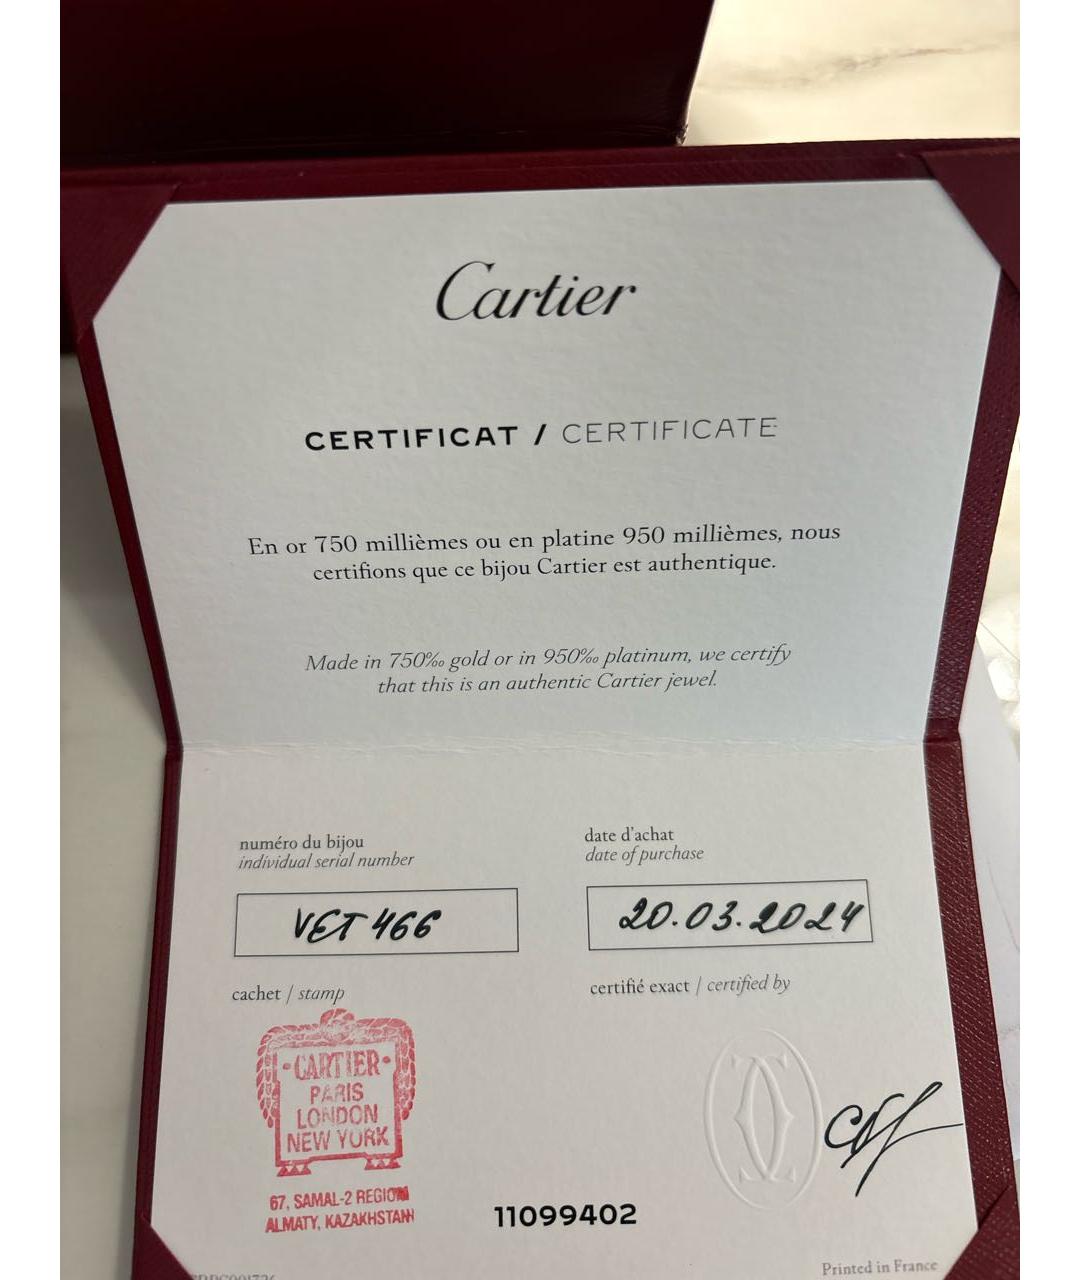 Cartier
CERTIFICAT / CERTIFICATE
En or 750 millièmes ou en platine 950 millièmes, nous
certifions que ce bijou Cartier est authentique.
Made in 750‰ gold or in 950‰ platinum, we certify
that this is an authentic Cartier jewel.
numéro du bijou
individual serial number
date d'achat
date of purchase
VET 466
20.03.2024
cachet / stamp
certifié exact / certified by
·CARTIER·
PARIS
LONDON
NEW YORK
67, SAMAL-2 REGION
ALMATY, KAZAKHSTAN
11099402
Printed in France